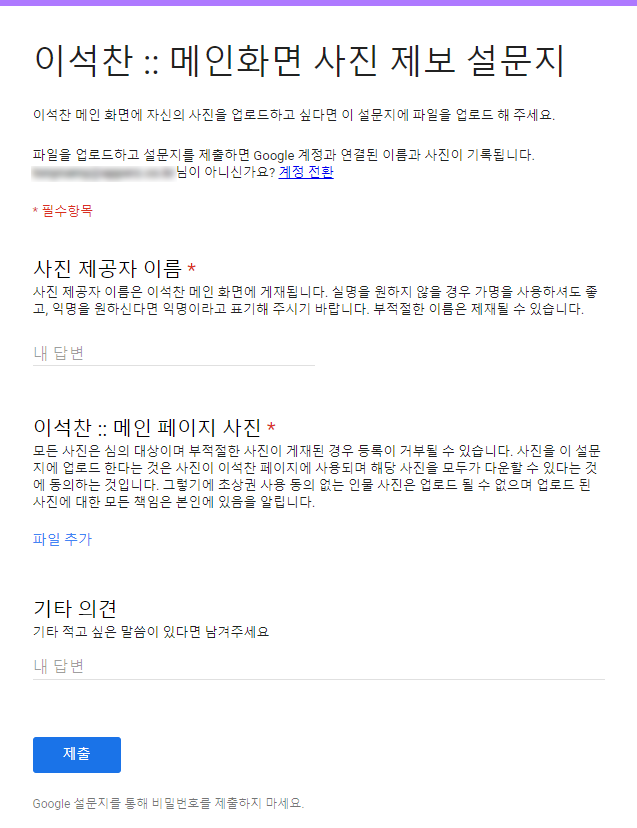 이석찬 :: 메인화면 사진 제보 설문지
이석찬 메인 화면에 자신의 사진을 업로드하고 싶다면 이 설문지에 파일을 업로드 해 주세요.
파일을 업로드하고 설문지를 제출하면 Google 계정과 연결된 이름과 사진이 기록됩니다.
님이 아니신가요? 계정 전환
* 필수항목
사진 제공자 이름 *
사진 제공자 이름은 이석찬 메인 화면에 게재됩니다. 실명을 원하지 않을 경우 가명을 사용하셔도 좋
고, 익명을 원하신다면 익명이라고 표기해 주시기 바랍니다. 부적절한 이름은 제재될 수 있습니다.
내 답변
이석찬 :: 메인 페이지 사진 *
모든 사진은 심의 대상이며 부적절한 사진이 게재된 경우 등록이 거부될 수 있습니다. 사진을 이 설문
지에 업로드 한다는 것은 사진이 이석찬 페이지에 사용되며 해당 사진을 모두가 다운할 수 있다는 것
에 동의하는 것입니다. 그렇기에 초상권 사용 동의 없는 인물 사진은 업로드 될 수 없으며 업로드 된
사진에 대한 모든 책임은 본인에 있음을 알립니다.
파일 추가
기타 의견
기타 적고 싶은 말씀이 있다면 남겨주세요
내 답변
제출
Google 설문지를 통해 비밀번호를 제출하지 마세요.